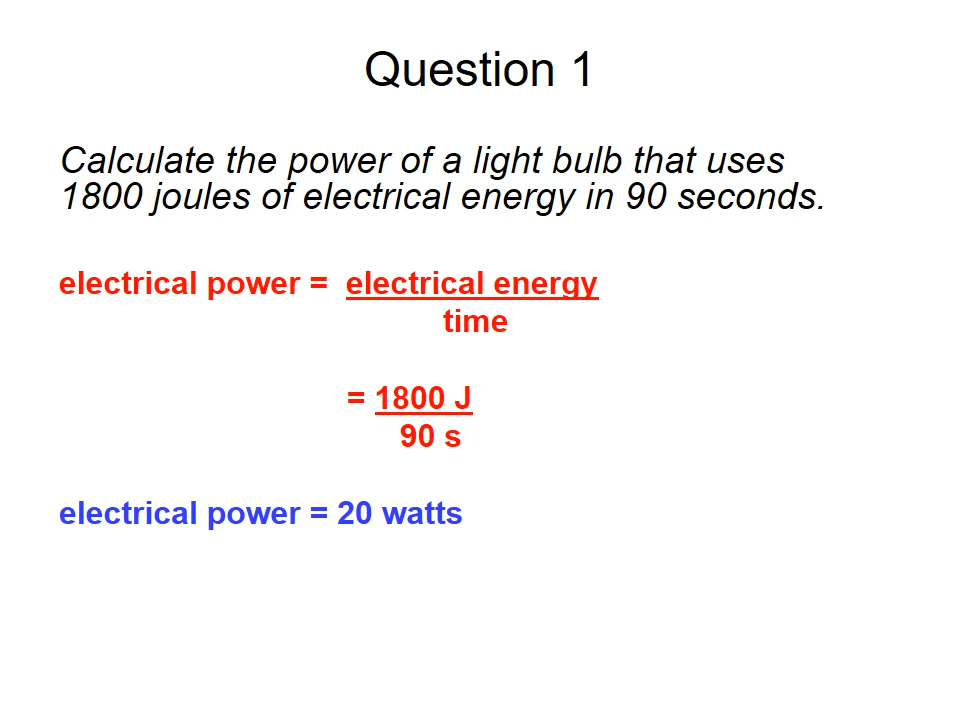 Question 1
Calculate the power of a light bulb that uses
1800 joules of electrical energy in 90 seconds.
electrical power = electrical energy
time
= 1800 J
90 s
electrical power = 20 watts